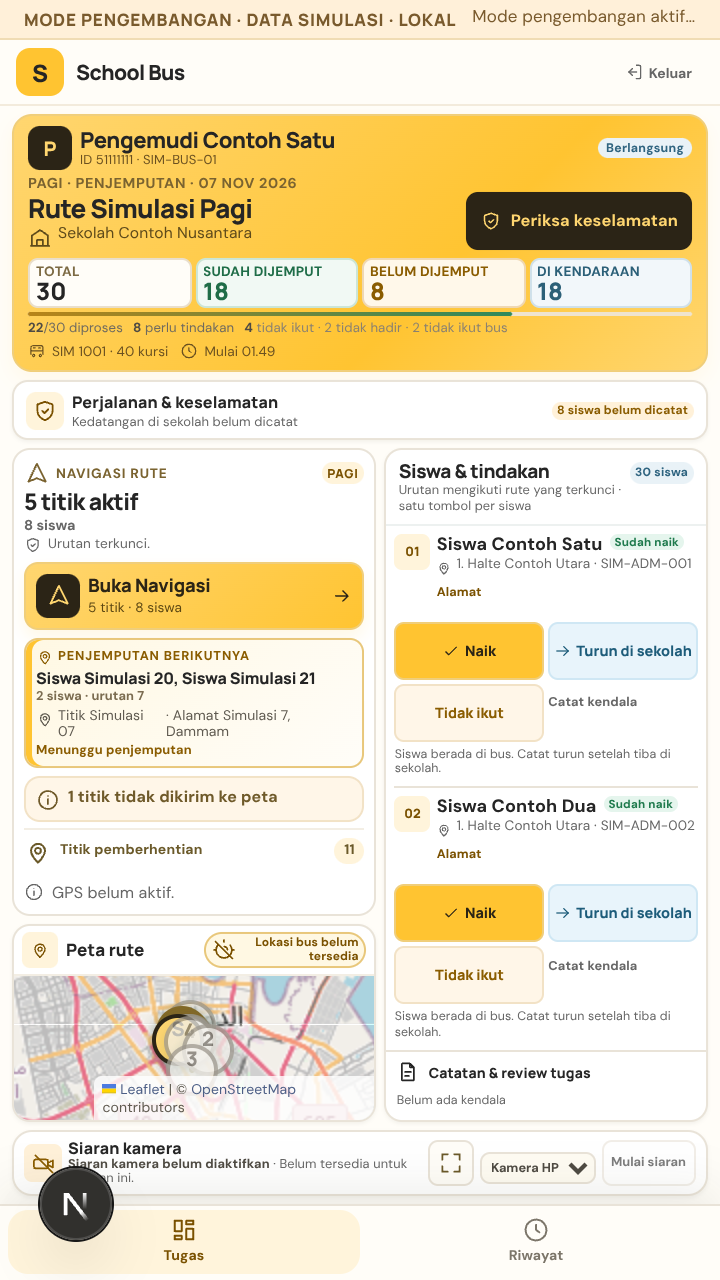 MODE PENGEMBANGAN · DATA SIMULASI · LOKAL
Mode pengembangan aktif...
S
School Bus
Keluar
P
Pengemudi Contoh Satu
ID 51111111 · SIM-BUS-01
Berlangsung
PAGI · PENJEMPUTAN · 07 NOV 2026
Rute Simulasi Pagi
Sekolah Contoh Nusantara
Periksa keselamatan
TOTAL
30
SUDAH DIJEMPUT
18
BELUM DIJEMPUT
8
DI KENDARAAN
18
22/30 diproses 8 perlu tindakan 4 tidak ikut · 2 tidak hadir · 2 tidak ikut bus
SIM 1001 · 40 kursi
Mulai 01.49
Perjalanan & keselamatan
Kedatangan di sekolah belum dicatat
8 siswa belum dicatat
NAVIGASI RUTE
PAGI
5 titik aktif
8 siswa
Urutan terkunci.
Buka Navigasi
5 titik · 8 siswa
PENJEMPUTAN BERIKUTNYA
Siswa Simulasi 20, Siswa Simulasi 21
2 siswa · urutan 7
Titik Simulasi 07
· Alamat Simulasi 7, Dammam
Menunggu penjemputan
1 titik tidak dikirim ke peta
Titik pemberhentian
11
GPS belum aktif.
Peta rute
Lokasi bus belum
tersedia
2
3
Leaflet | © OpenStreetMap
contributors
Siswa & tindakan
30 siswa
Urutan mengikuti rute yang terkunci ·
satu tombol per siswa
01
Siswa Contoh Satu
Sudah naik
1. Halte Contoh Utara · SIM-ADM-001
Alamat
Naik
Turun di sekolah
Tidak ikut
Catat kendala
Siswa berada di bus. Catat turun setelah tiba di
sekolah.
02
Siswa Contoh Dua
Sudah naik
1. Halte Contoh Utara · SIM-ADM-002
Alamat
Naik
Turun di sekolah
Tidak ikut
Catat kendala
Siswa berada di bus. Catat turun setelah tiba di
sekolah.
Catatan & review tugas
Belum ada kendala
Siaran kamera
Siaran kamera belum diaktifkan · Belum tersedia untuk
ini.
Kamera HP
Mulai siaran
N
Tugas
Riwayat